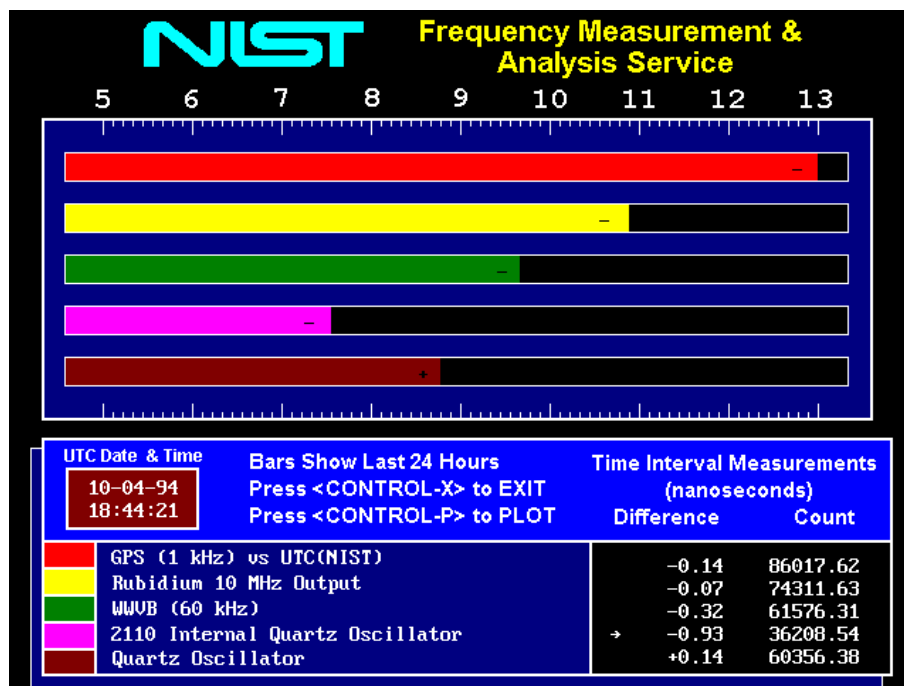 NIST
Frequency Measurement &
Analysis Service
5 6 7 8 9 10 11 12 13
−
−
−
−
+
UTC Date & Time
10-04-94
18:44:21
Bars Show Last 24 Hours
Press <CONTROL-X> to EXIT
Press <CONTROL-P> to PLOT
Time Interval Measurements
(nanoseconds)
Difference Count
GPS (1 kHz) vs UTC(NIST) -0.14 86017.62
Rubidium 10 MHz Output -0.07 74311.63
WWVB (60 kHz) -0.32 61576.31
2110 Internal Quartz Oscillator → -0.93 36208.54
Quartz Oscillator +0.14 60356.38